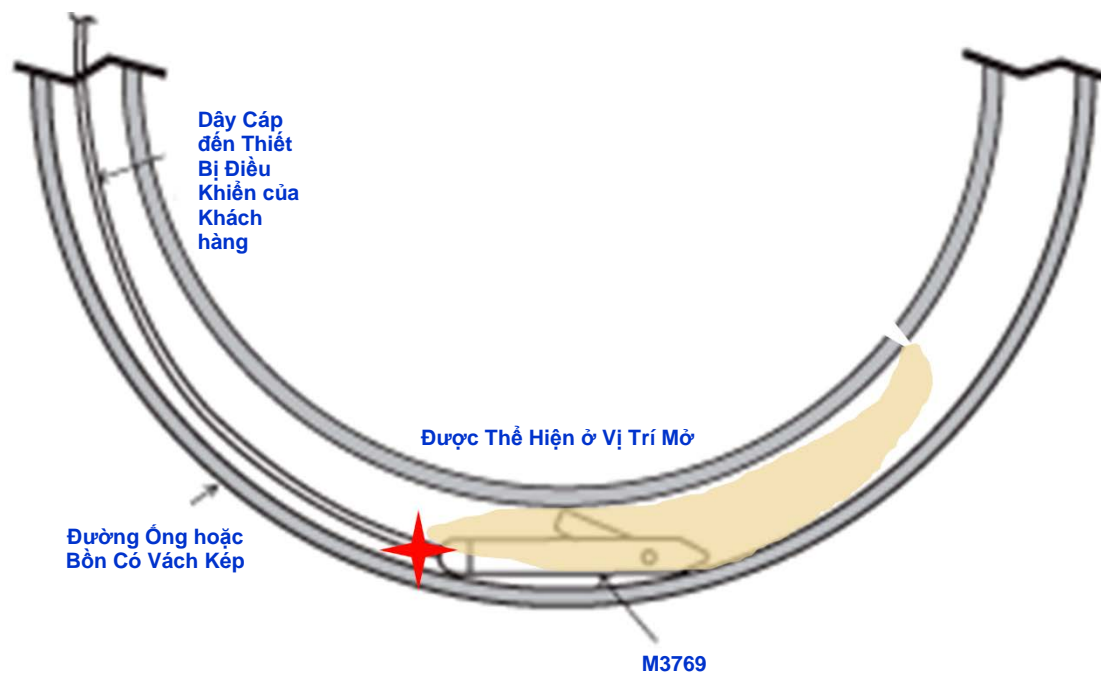 Dây Cáp
đến Thiết
Bị Điều
Khiển của
Khách
hàng
Được Thể Hiện ở Vị Trí Mở
Đường Ống hoặc
Bồn Có Vách Kép
M3769